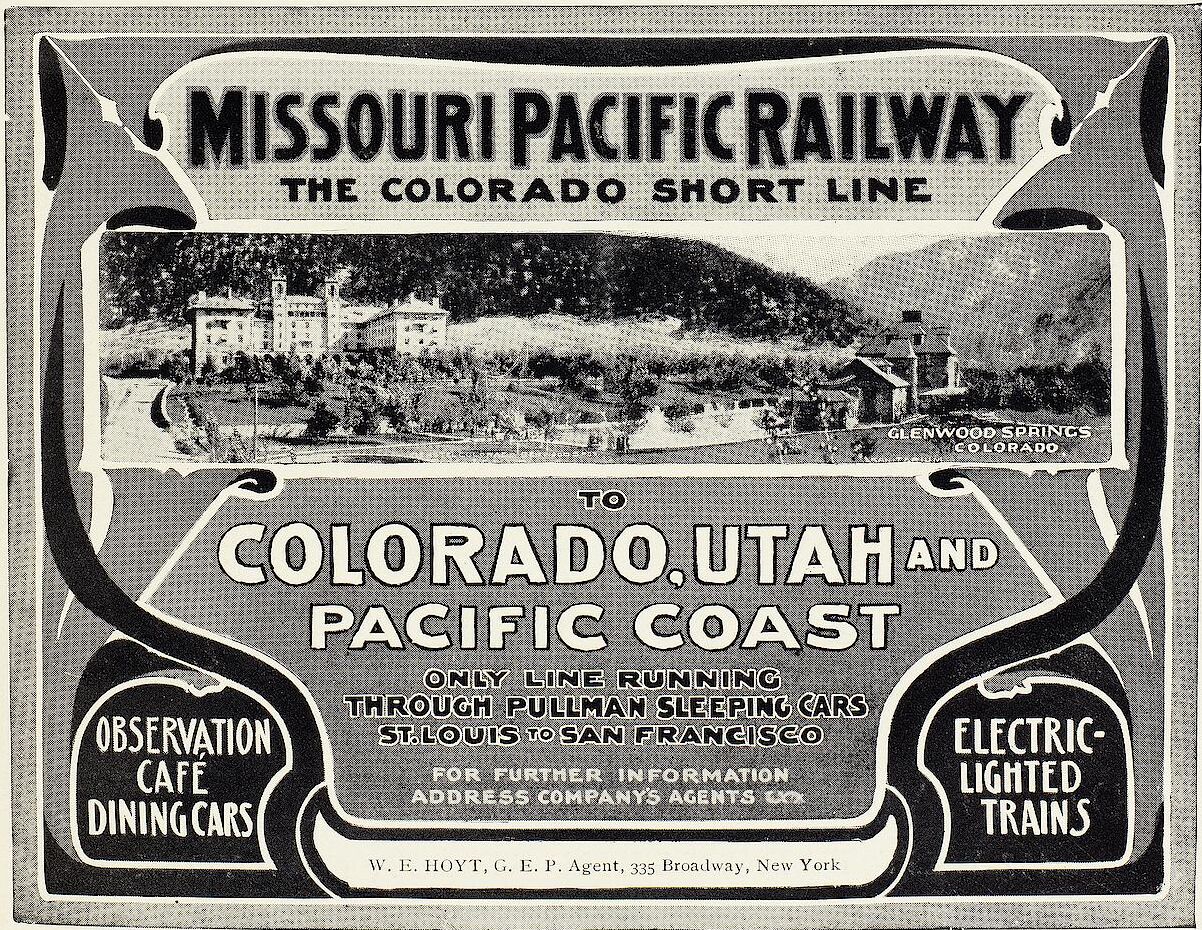 MISSOURI PACIFIC RAILWAY
THE COLORADO SHORT LINE
GLENWOOD SPRINGS
COLORADO
TO
COLORADO, UTAH AND
PACIFIC COAST
ONLY LINE RUNNING
THROUGH PULLMAN SLEEPING CARS
ST. LOUIS TO SAN FRANCISCO
FOR FURTHER INFORMATION
ADDRESS COMPANY'S AGENTS
OBSERVATION
CAFÉ
DINING CARS
ELECTRIC-
LIGHTED
TRAINS
W. E. HOYT, G. E. P. Agent, 335 Broadway, New York